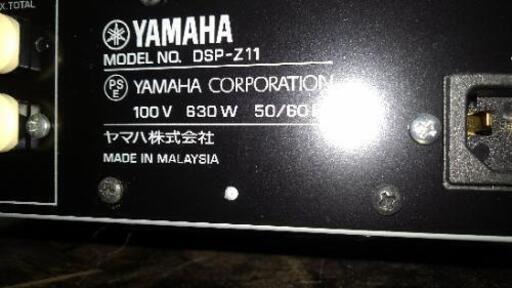 X.TOTAL
YAMAHA
MODEL NO. DSP-Z11
PSE YAMAHA CORPORATION
100V 630W 50/60
ヤマハ株式会社
MADE IN MALAYSIA